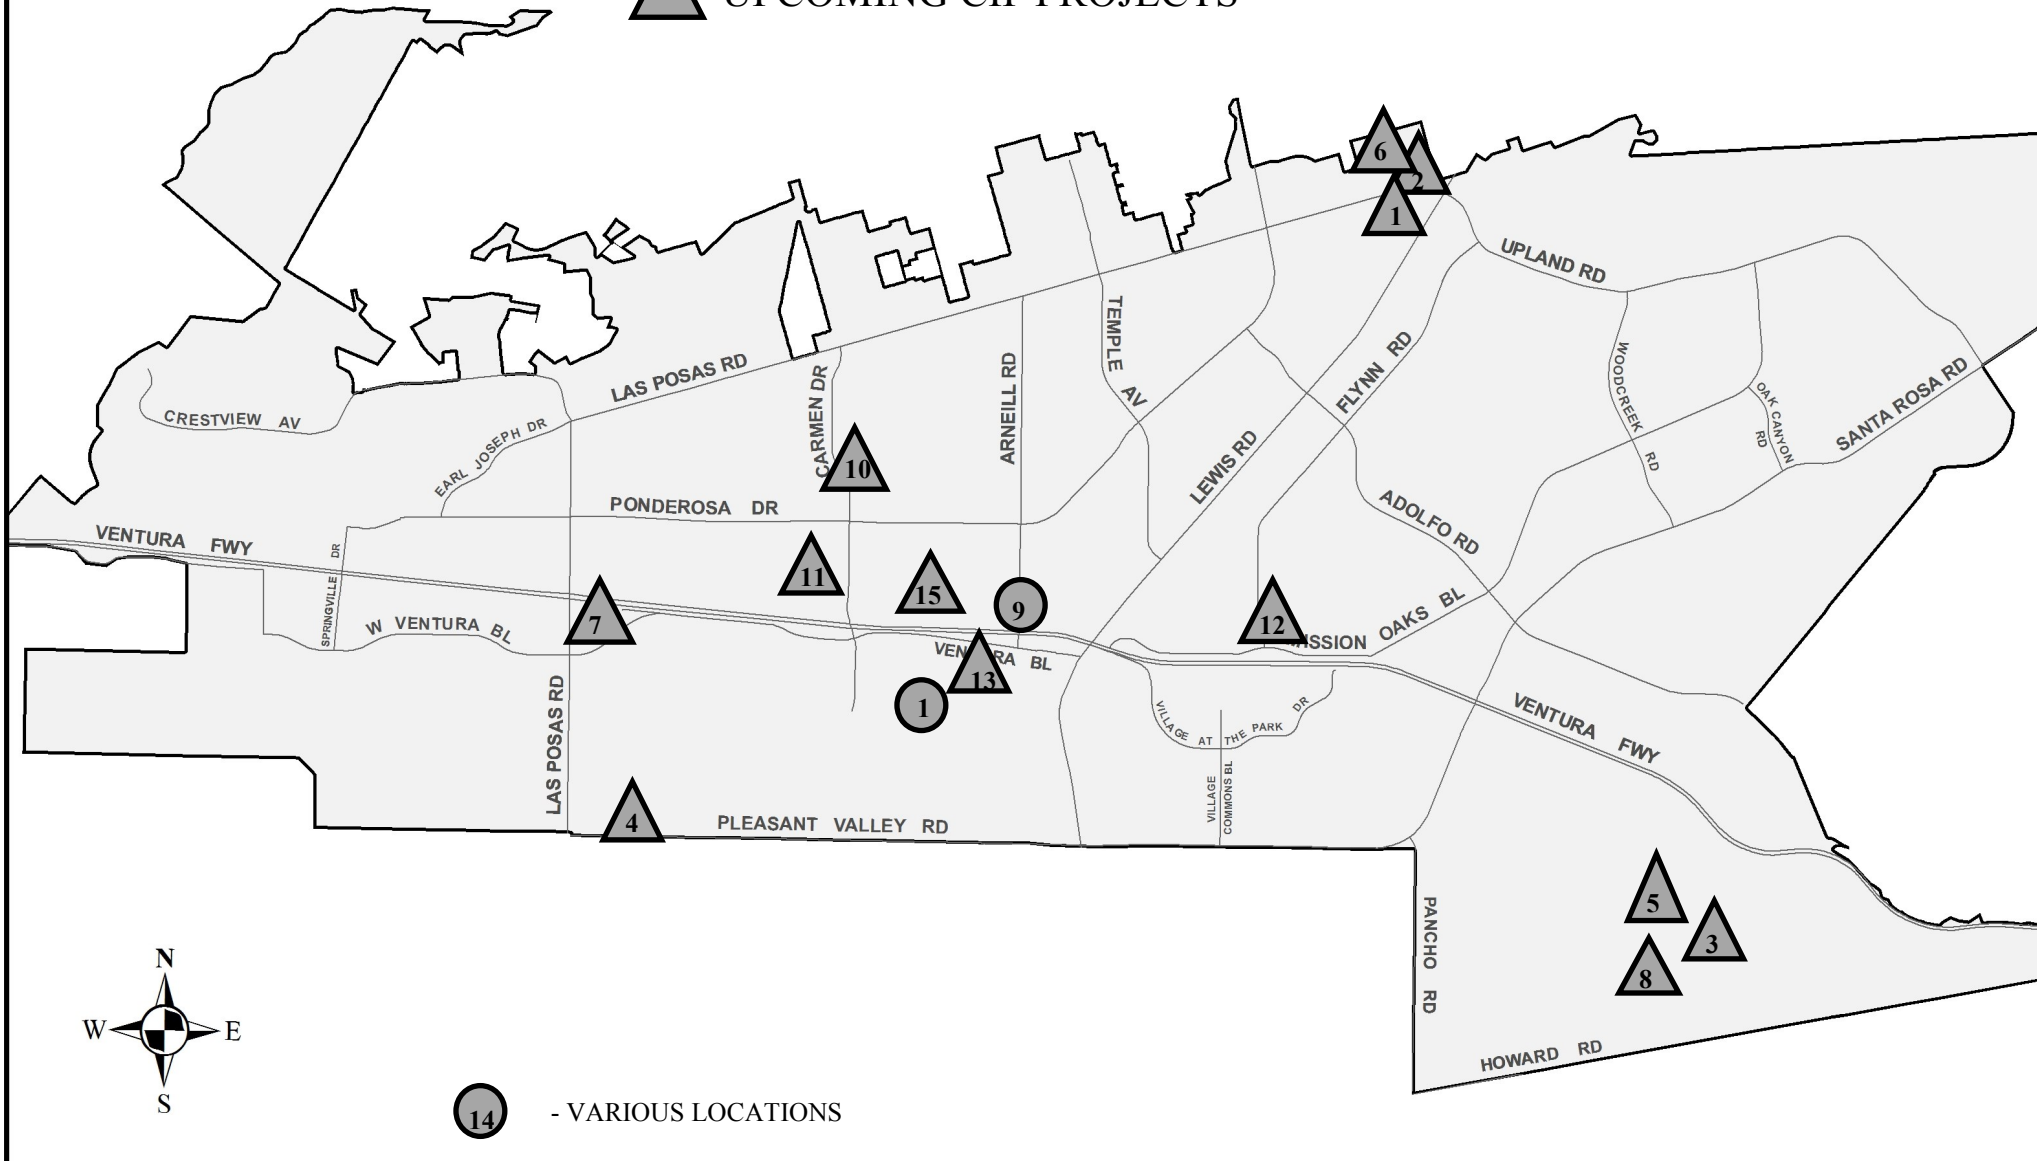 UPCOMING CIP PROJECTS
6
2
1
UPLAND RD
TEMPLE AV
LAS POSAS RD
CARMEN DR
ARNEILL RD
FLYNN RD
WOODCREEK RD
OAK CANYON RD
SANTA ROSA RD
CRESTVIEW AV
EARL JOSEPH DR
LEWIS RD
10
PONDEROSA DR
ADOLFO RD
VENTURA FWY
SPRINGVILLE DR
11
15
9
7
W VENTURA BL
12
MISSION OAKS BL
VENTURA BL
13
1
LAS POSAS RD
VILLAGE AT THE PARK DR
VENTURA FWY
VILLAGE
COMMONS BL
4
PLEASANT VALLEY RD
5
3
8
PANCHO RD
HOWARD RD
N
W E
S
14 - VARIOUS LOCATIONS